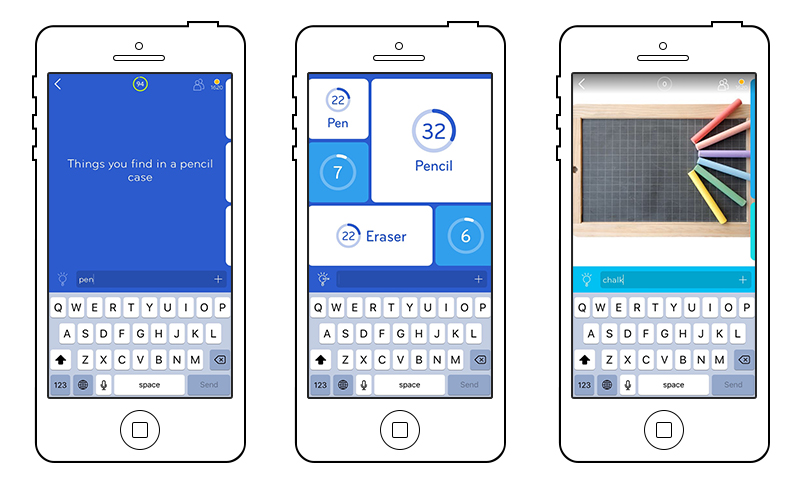 94
1620
Things you find in a pencil
case
pen
+
Q W E R T Y U I O P
A S D F G H J K L
Z X C V B N M
123 space Send
22
Pen
32
Pencil
7
22 Eraser
6
+
Q W E R T Y U I O P
A S D F G H J K L
Z X C V B N M
123 space Send
0
1620
chalk
+
Q W E R T Y U I O P
A S D F G H J K L
Z X C V B N M
123 space Send